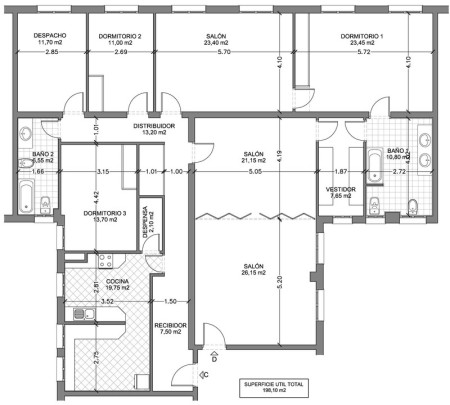 DESPACHO
11,70 m2
2.85
DORMITORIO 2
11,00 m2
2.69
SALÓN
23,40 m2
5.70
4.10
DORMITORIO 1
23,45 m2
5.72
4.10
1.01
DISTRIBUIDOR
13,20 m2
BAÑO 2
6,55 m2
1.66
3.15
1.01
1.00
4.42
DORMITORIO 3
13,70 m2
DESPENSA
2,10 m2
SALÓN
21,15 m2
5.05
4.19
1.87
VESTIDOR
7,65 m2
BAÑO 1
10,80 m2
2.72
SALÓN
26,15 m2
5.20
COCINA
19,75 m2
2.81
3.52
1.50
RECIBIDOR
7,50 m2
2.75
C
D
SUPERFICIE UTIL TOTAL
198,10 m2